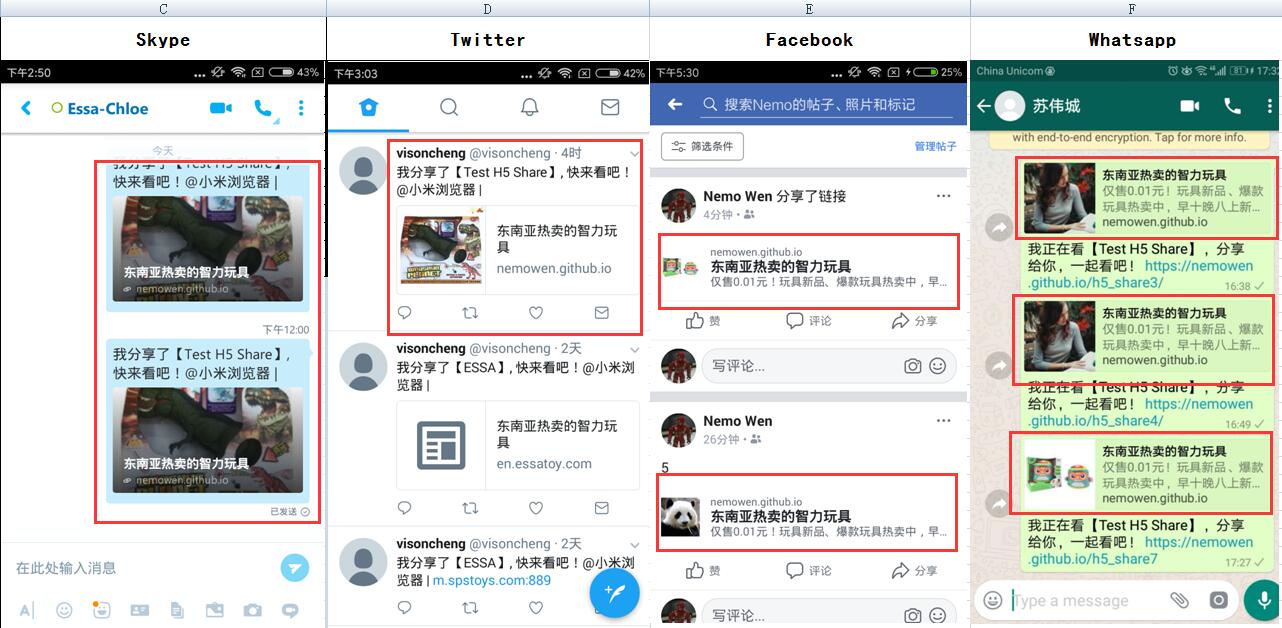 C
D
E
F
Skype
Twitter
Facebook
Whatsapp
下午2:50
43%
Essa-Chloe
今天
我分享了【Test H5 Share】,
快来看吧！@小米浏览器 |
东南亚热卖的智力玩具
nemowen.github.io
下午12:00
我分享了【Test H5 Share】,
快来看吧！@小米浏览器 |
东南亚热卖的智力玩具
nemowen.github.io
已发送
在此处输入消息
下午3:03
42%
visoncheng @visoncheng · 4时
我分享了【Test H5 Share】, 快来看吧！
@小米浏览器 |
东南亚热卖的智力玩
具
nemowen.github.io
visoncheng @visoncheng · 2天
我分享了【ESSA】, 快来看吧！@小米浏
览器 |
东南亚热卖的智力玩
具
en.essatoy.com
visoncheng @visoncheng · 2天
我分享了【ESSA】, 快来看吧！@小米浏
览器 | m.spstoys.com:889
下午5:30
25%
搜索Nemo的帖子、照片和标记
筛选条件
管理帖子
Nemo Wen 分享了链接
4分钟 ·
nemowen.github.io
东南亚热卖的智力玩具
仅售0.01元！玩具新品、爆款玩具热卖中，早...
赞
评论
分享
写评论...
Nemo Wen
26分钟 ·
5
nemowen.github.io
东南亚热卖的智力玩具
仅售0.01元！玩具新品、爆款玩具热卖中，早...
赞
评论
分享
写评论...
China Unicom
81
17:32
苏伟城
with end-to-end encryption. Tap for more info.
东南亚热卖的智力玩具
仅售0.01元！玩具新品、爆款
玩具热卖中，早十晚八上新...
nemowen.github.io
我正在看【Test H5 Share】，分享
给你，一起看吧！ https://nemowen
.github.io/h5_share3/
16:38
东南亚热卖的智力玩具
仅售0.01元！玩具新品、爆款
玩具热卖中，早十晚八上新...
nemowen.github.io
我正在看【Test H5 Share】，分享
给你，一起看吧！ https://nemowen
.github.io/h5_share4/
16:49
东南亚热卖的智力玩具
仅售0.01元！玩具新品、爆款
玩具热卖中，早十晚八上新...
nemowen.github.io
我正在看【Test H5 Share】，分享
给你，一起看吧！ https://nemowen
.github.io/h5_share7
17:27
Type a message